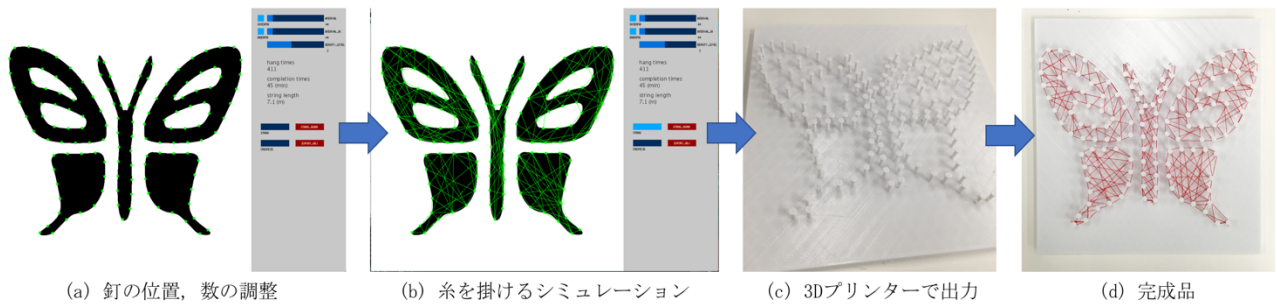 hang times
411
completion times
45 (min)
string length
7.1 (m)
hang times
411
completion times
45 (min)
string length
7.1 (m)
(a) 釘の位置，数の調整
(b) 糸を掛けるシミュレーション
(c) 3Dプリンターで出力
(d) 完成品